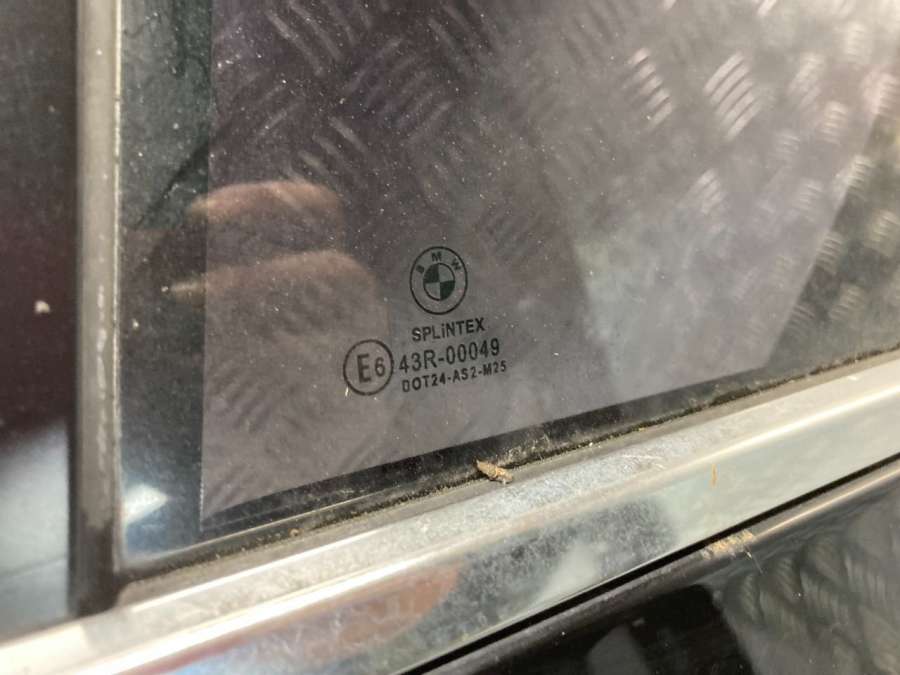 BMW
SPLiNTEX
E6 43R-00049
DOT24-AS2-M25